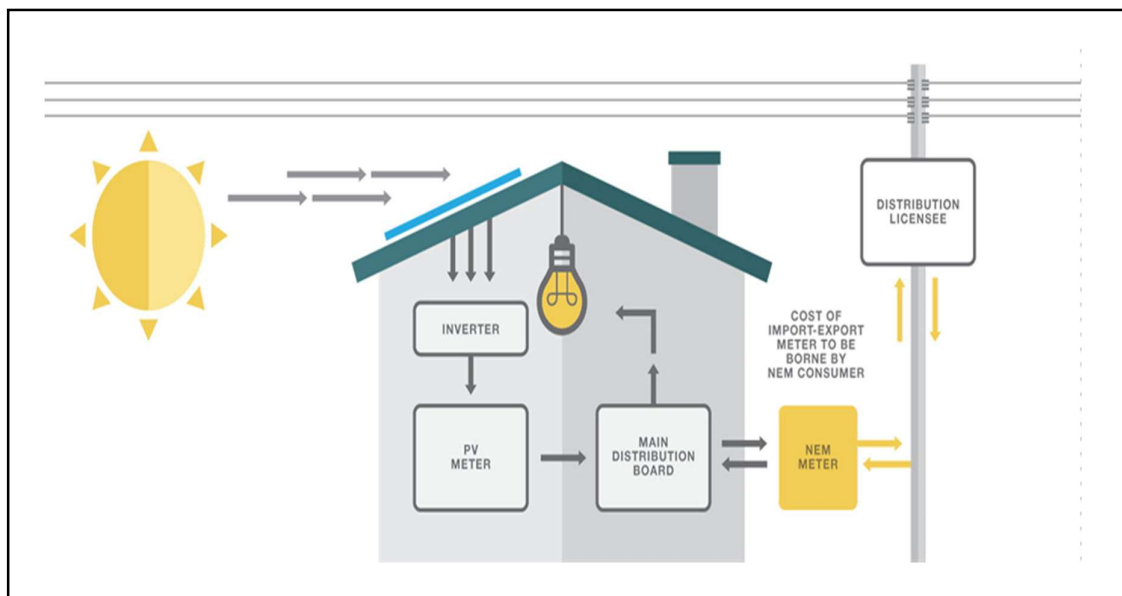 DISTRIBUTION
LICENSEE
COST OF
IMPORT-EXPORT
METER TO BE
BORNE BY
NEM CONSUMER
INVERTER
PV
METER
MAIN
DISTRIBUTION
BOARD
NEM
METER